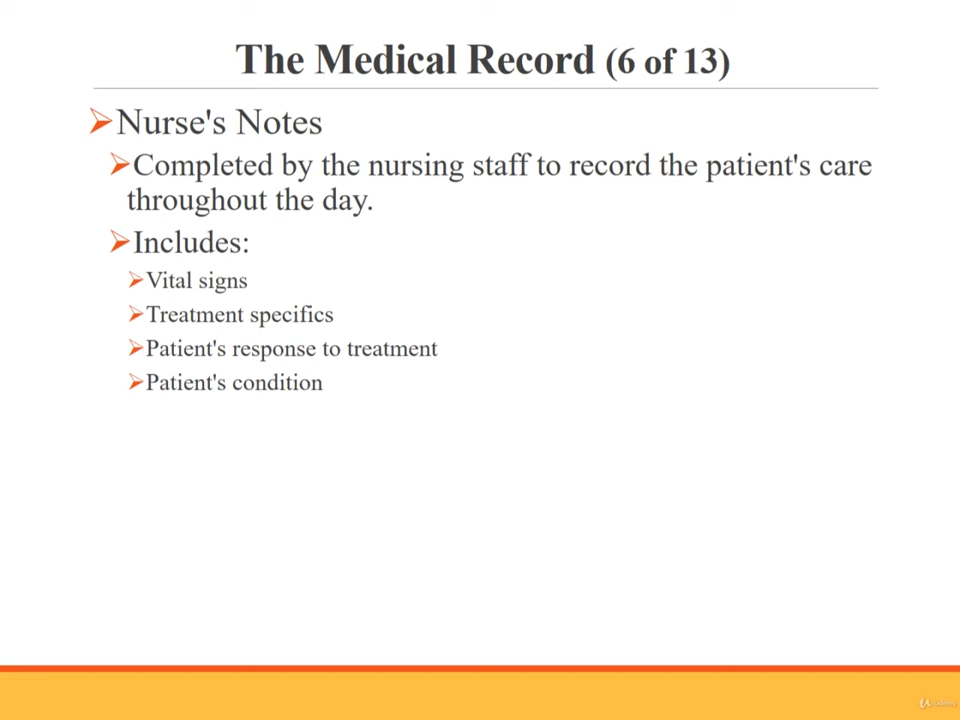 The Medical Record (6 of 13)
Nurse's Notes
Completed by the nursing staff to record the patient's care
throughout the day.
Includes:
Vital signs
Treatment specifics
Patient's response to treatment
Patient's condition
Udemy